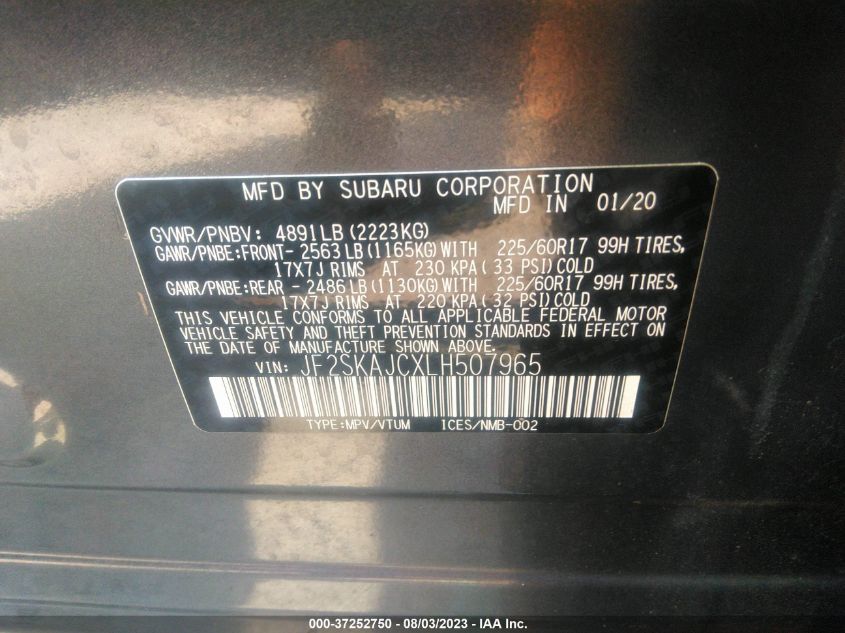 MFD BY SUBARU CORPORATION
MFD IN 01/20
GVWR/PNBV: 4891LB (2223KG)
GAWR/PNBE:FRONT- 2563 LB (1165KG) WITH 225/60R17 99H TIRES,
17X7J RIMS AT 230 KPA ( 33 PSI) COLD
GAWR/PNBE:REAR - 2486 LB (1130KG) WITH 225/60R17 99H TIRES,
17X7J RIMS AT 220 KPA ( 32 PSI) COLD
THIS VEHICLE CONFORMS TO ALL APPLICABLE FEDERAL MOTOR
VEHICLE SAFETY AND THEFT PREVENTION STANDARDS IN EFFECT ON
THE DATE OF MANUFACTURE SHOWN ABOVE.
VIN: JF2SKAJCXLH507965
TYPE:MPV/VTUM ICES/NMB-002
000-37252750 - 08/03/2023 - IAA Inc.